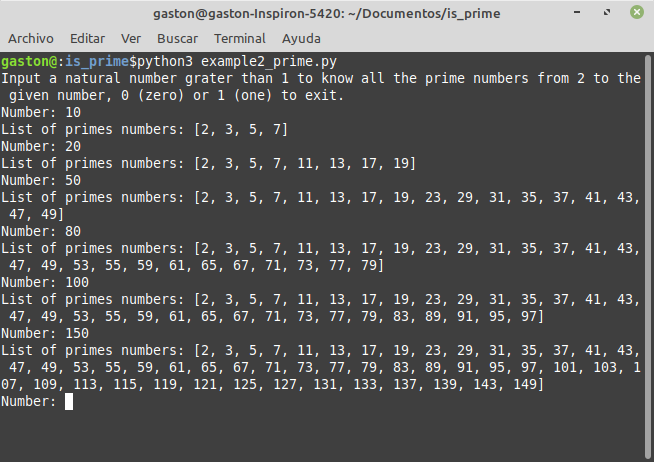 gaston@gaston-Inspiron-5420: ~/Documentos/is_prime
Archivo Editar Ver Buscar Terminal Ayuda
gaston@:is_prime$python3 example2_prime.py
Input a natural number grater than 1 to know all the prime numbers from 2 to the
given number, 0 (zero) or 1 (one) to exit.
Number: 10
List of primes numbers: [2, 3, 5, 7]
Number: 20
List of primes numbers: [2, 3, 5, 7, 11, 13, 17, 19]
Number: 50
List of primes numbers: [2, 3, 5, 7, 11, 13, 17, 19, 23, 29, 31, 35, 37, 41, 43,
47, 49]
Number: 80
List of primes numbers: [2, 3, 5, 7, 11, 13, 17, 19, 23, 29, 31, 35, 37, 41, 43,
47, 49, 53, 55, 59, 61, 65, 67, 71, 73, 77, 79]
Number: 100
List of primes numbers: [2, 3, 5, 7, 11, 13, 17, 19, 23, 29, 31, 35, 37, 41, 43,
47, 49, 53, 55, 59, 61, 65, 67, 71, 73, 77, 79, 83, 89, 91, 95, 97]
Number: 150
List of primes numbers: [2, 3, 5, 7, 11, 13, 17, 19, 23, 29, 31, 35, 37, 41, 43,
47, 49, 53, 55, 59, 61, 65, 67, 71, 73, 77, 79, 83, 89, 91, 95, 97, 101, 103, 1
07, 109, 113, 115, 119, 121, 125, 127, 131, 133, 137, 139, 143, 149]
Number: